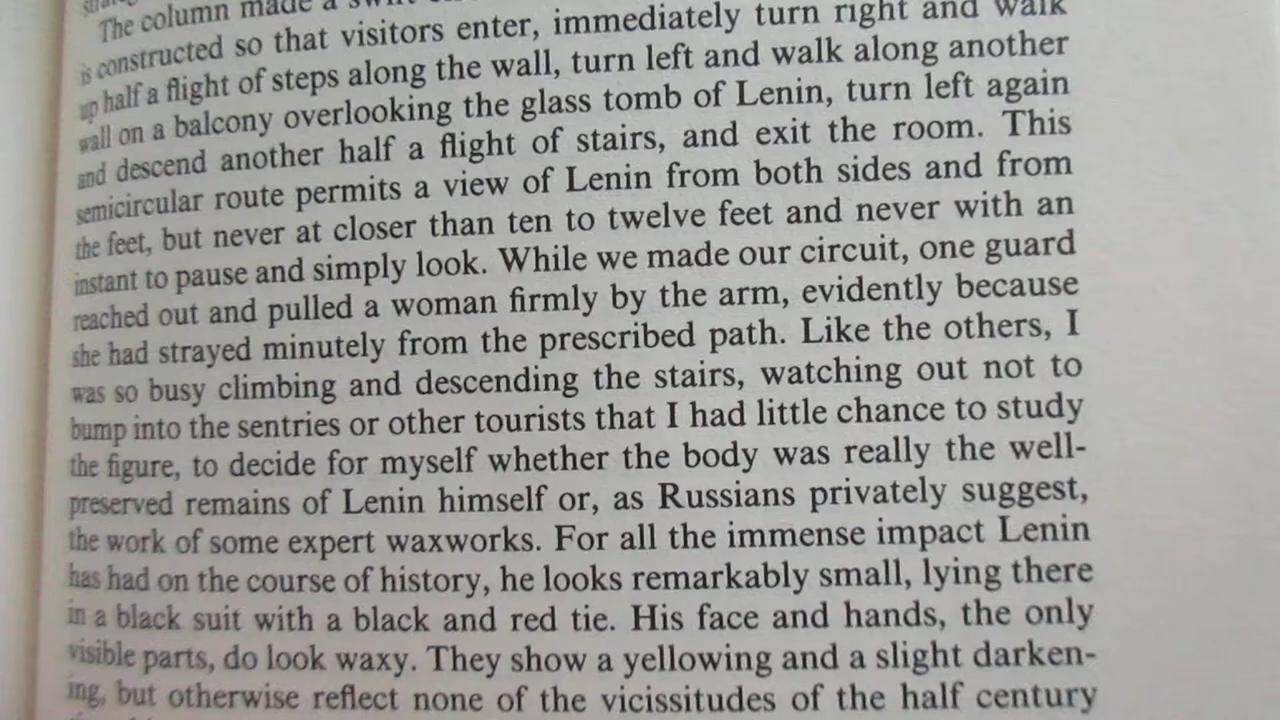 The column made a
is constructed so that visitors enter, immediately turn right and walk
up half a flight of steps along the wall, turn left and walk along another
wall on a balcony overlooking the glass tomb of Lenin, turn left again
and descend another half a flight of stairs, and exit the room. This
semicircular route permits a view of Lenin from both sides and from
the feet, but never at closer than ten to twelve feet and never with an
instant to pause and simply look. While we made our circuit, one guard
reached out and pulled a woman firmly by the arm, evidently because
she had strayed minutely from the prescribed path. Like the others, I
was so busy climbing and descending the stairs, watching out not to
bump into the sentries or other tourists that I had little chance to study
the figure, to decide for myself whether the body was really the well-
preserved remains of Lenin himself or, as Russians privately suggest,
the work of some expert waxworks. For all the immense impact Lenin
has had on the course of history, he looks remarkably small, lying there
in a black suit with a black and red tie. His face and hands, the only
visible parts, do look waxy. They show a yellowing and a slight darken-
ing, but otherwise reflect none of the vicissitudes of the half century